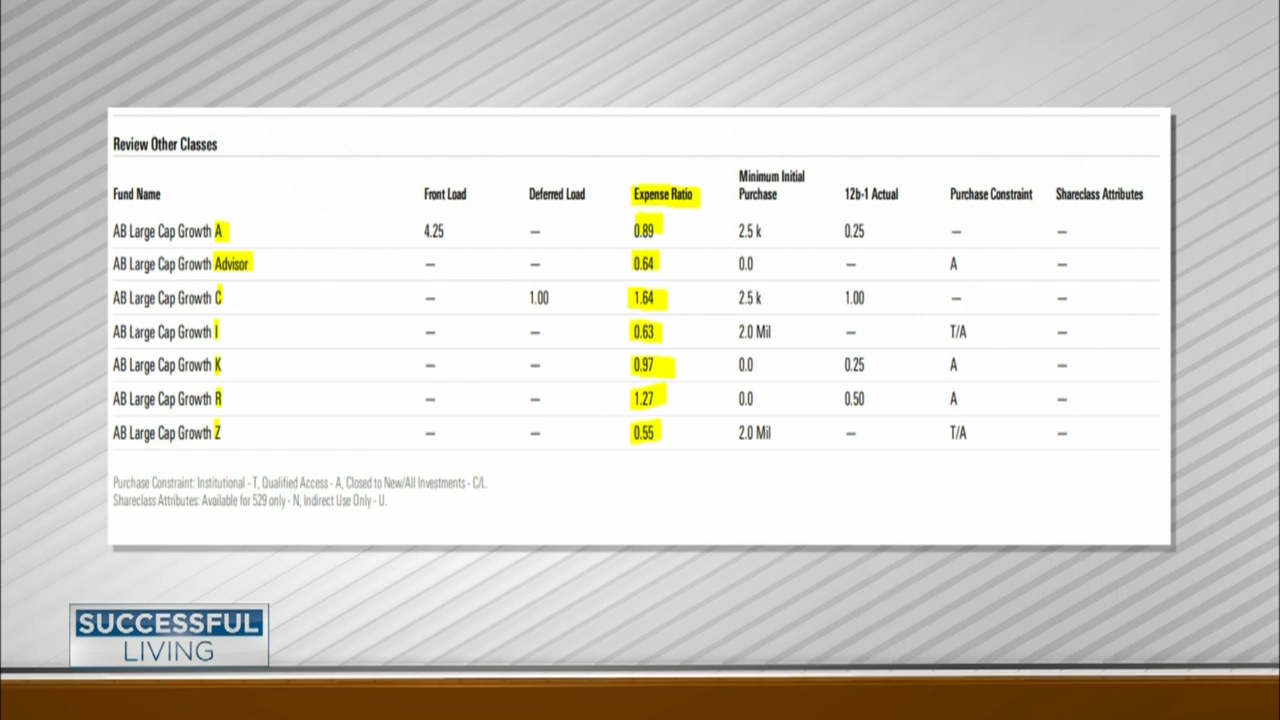 Review Other Classes
Minimum Initial
Fund Name Front Load Deferred Load Expense Ratio Purchase 12b-1 Actual Purchase Constraint Shareclass Attributes
AB Large Cap Growth A 4.25 — 0.89 2.5 k 0.25 — —
AB Large Cap Growth Advisor — — 0.64 0.0 — A —
AB Large Cap Growth C — 1.00 1.64 2.5 k 1.00 — —
AB Large Cap Growth I — — 0.63 2.0 Mil — T/A —
AB Large Cap Growth K — — 0.97 0.0 0.25 A —
AB Large Cap Growth R — — 1.27 0.0 0.50 A —
AB Large Cap Growth Z — — 0.55 2.0 Mil — T/A —
Purchase Constraint: Institutional - T, Qualified Access - A, Closed to New/All Investments - C/L.
Shareclass Attributes: Available for 529 only - N, Indirect Use Only - U.
SUCCESSFUL
LIVING